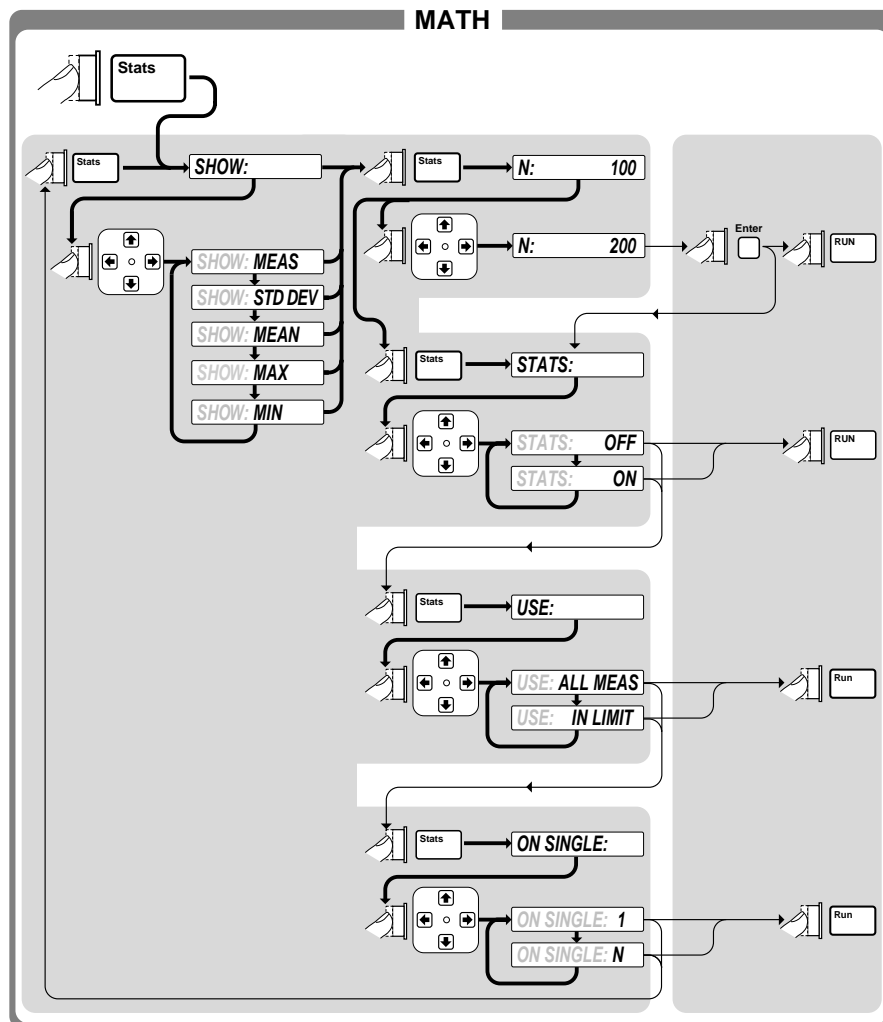 MATH
Stats
Stats
SHOW:
Stats
N: 100
N: 200
Enter
RUN
SHOW: MEAS
SHOW: STD DEV
SHOW: MEAN
SHOW: MAX
SHOW: MIN
Stats
STATS:
STATS: OFF
STATS: ON
RUN
Stats
USE:
USE: ALL MEAS
USE: IN LIMIT
Run
Stats
ON SINGLE:
ON SINGLE: 1
ON SINGLE: N
Run